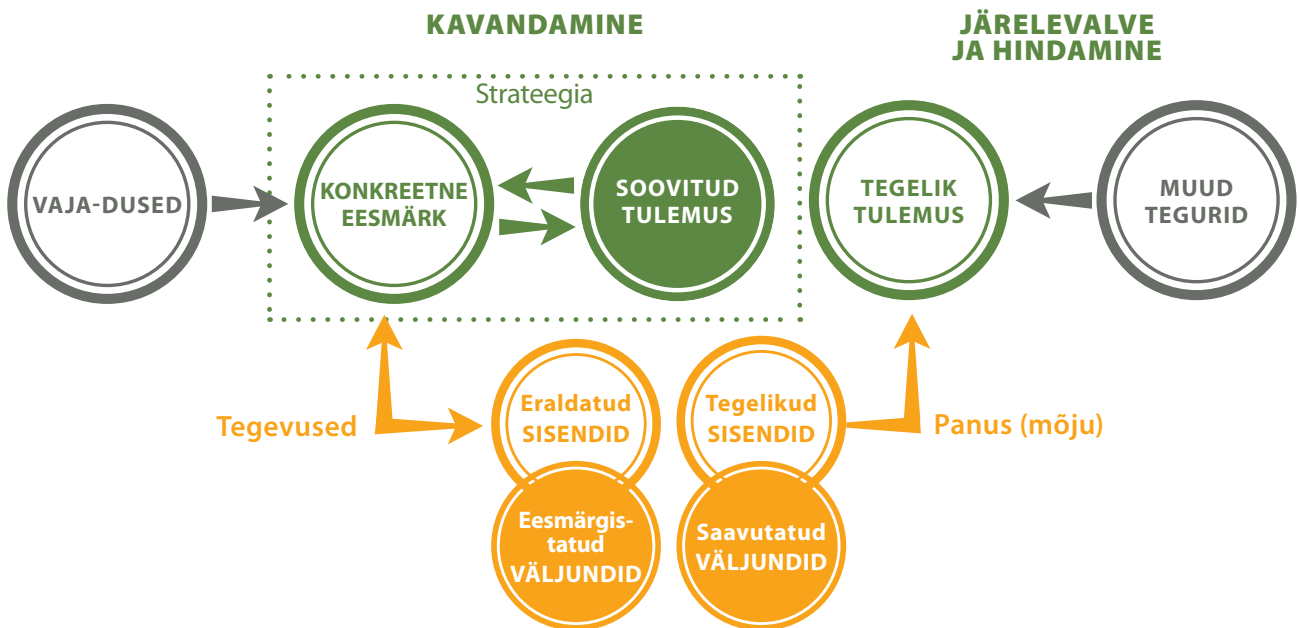 KAVANDAMINE
JÄRELEVALVE
JA HINDAMINE
Strateegia
VAJA-DUSED
KONKREETNE
EESMÄRK
SOOVITUD
TULEMUS
TEGELIK
TULEMUS
MUUD
TEGURID
Tegevused
Eraldatud
SISENDID
Tegelikud
SISENDID
Panus (mõju)
Eesmärgis-
tatud
VÄLJUNDID
Saavutatud
VÄLJUNDID